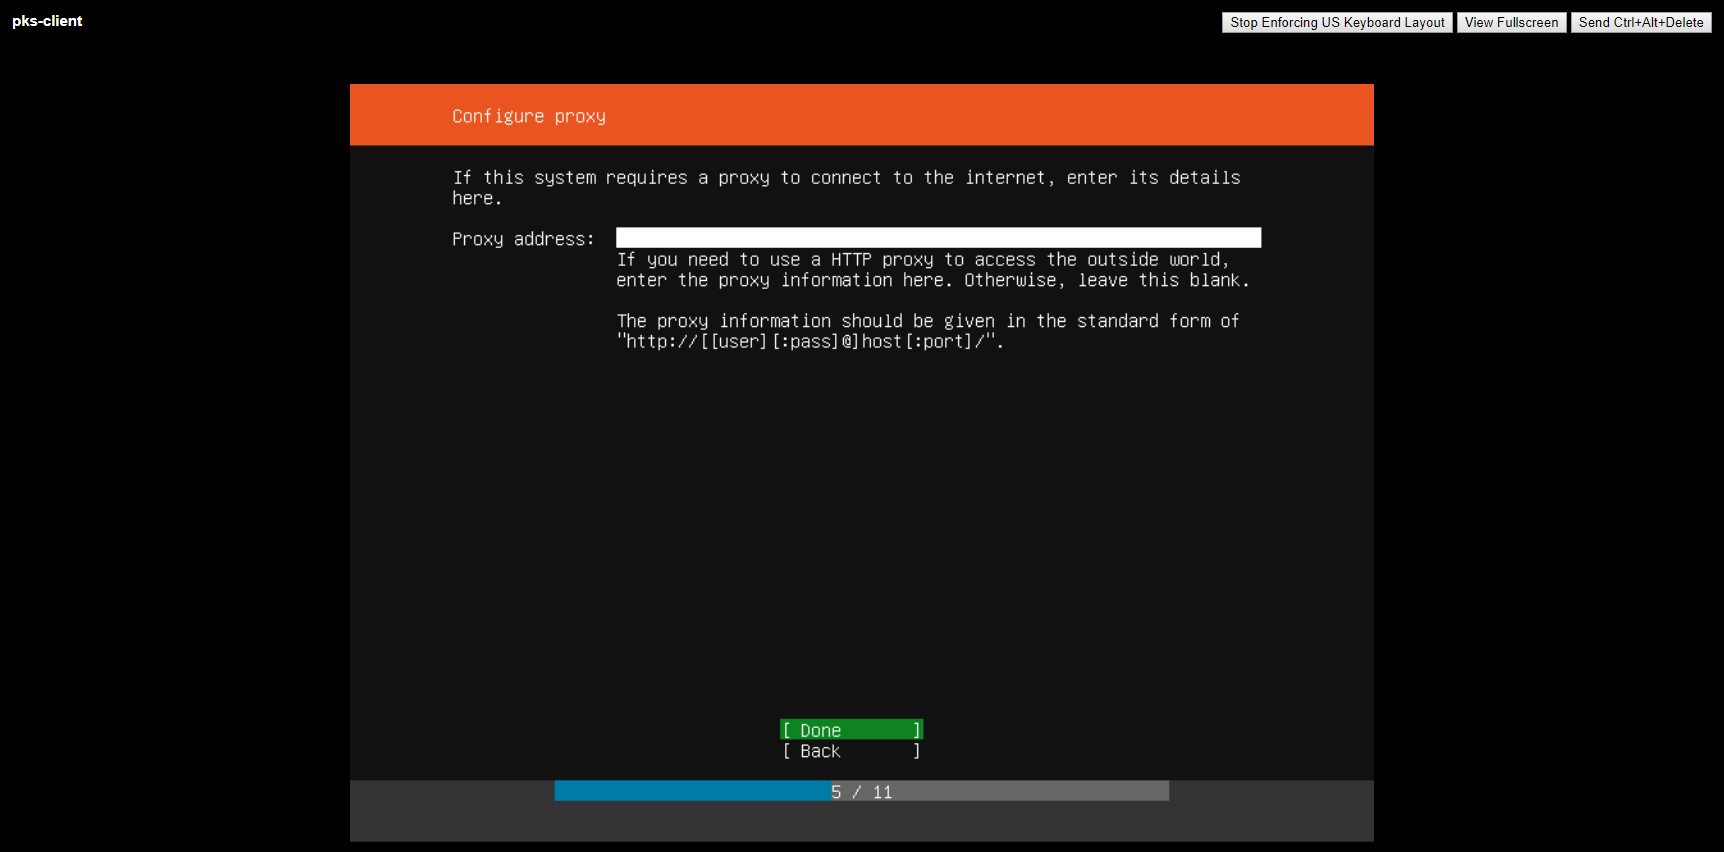 pks-client
Stop Enforcing US Keyboard Layout View Fullscreen Send Ctrl+Alt+Delete
Configure proxy
If this system requires a proxy to connect to the internet, enter its details
here.
Proxy address:
If you need to use a HTTP proxy to access the outside world,
enter the proxy information here. Otherwise, leave this blank.
The proxy information should be given in the standard form of
"http://[[user][:pass]@]host[:port]/".
[ Done ]
[ Back ]
5 / 11